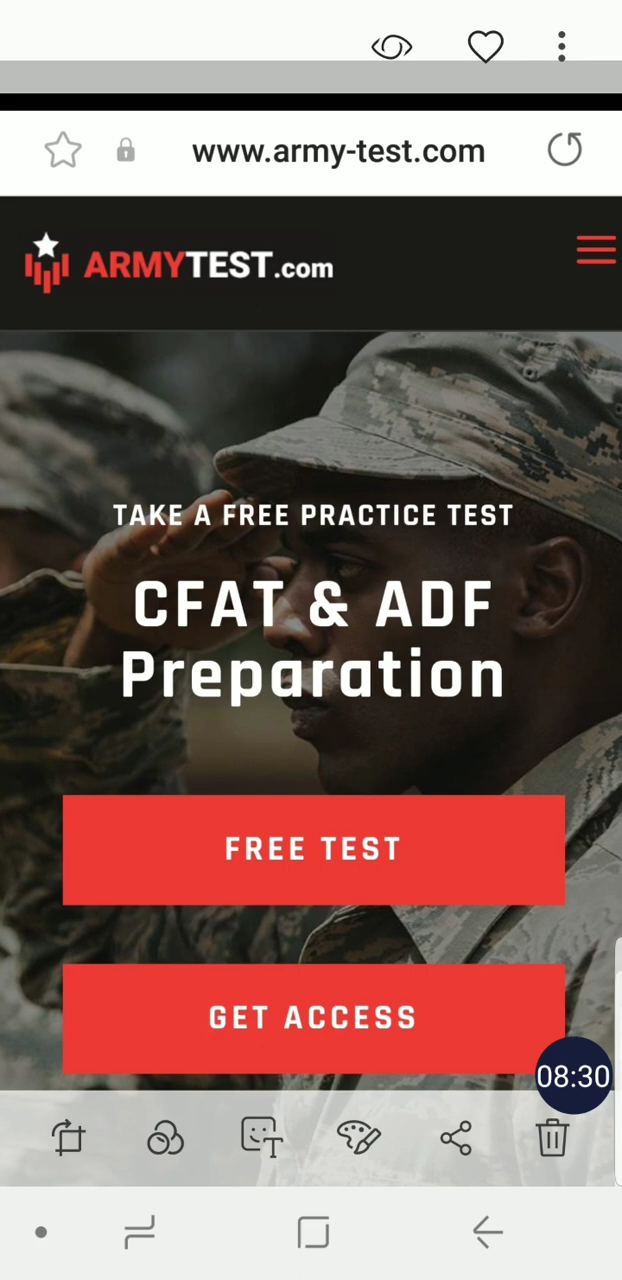 www.army-test.com
ARMYTEST.com
TAKE A FREE PRACTICE TEST
CFAT & ADF
Preparation
FREE TEST
GET ACCESS
08:30
T